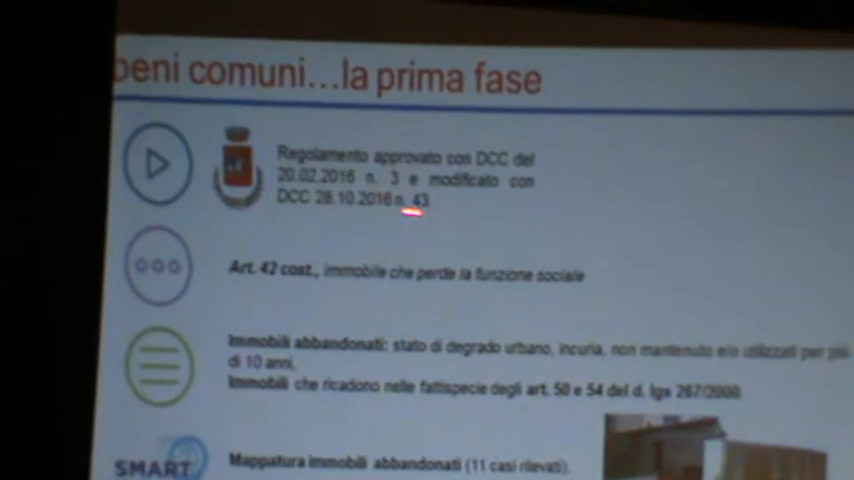 beni comuni...la prima fase
Regolamento approvato con DCC del
20.02.2016 n. 3 e modificato con
DCC 28.10.2016 n. 43
Art. 42 cost., immobile che perde la funzione sociale
Immobili abbandonati: stato di degrado urbano, incuria, non mantenuto e/o utilizzati per più
di 10 anni,
Immobili che ricadono nelle fattispecie degli art. 50 e 54 del d. lgs 267/2000.
SMART
Mappatura immobili abbandonati (11 casi rilevati).